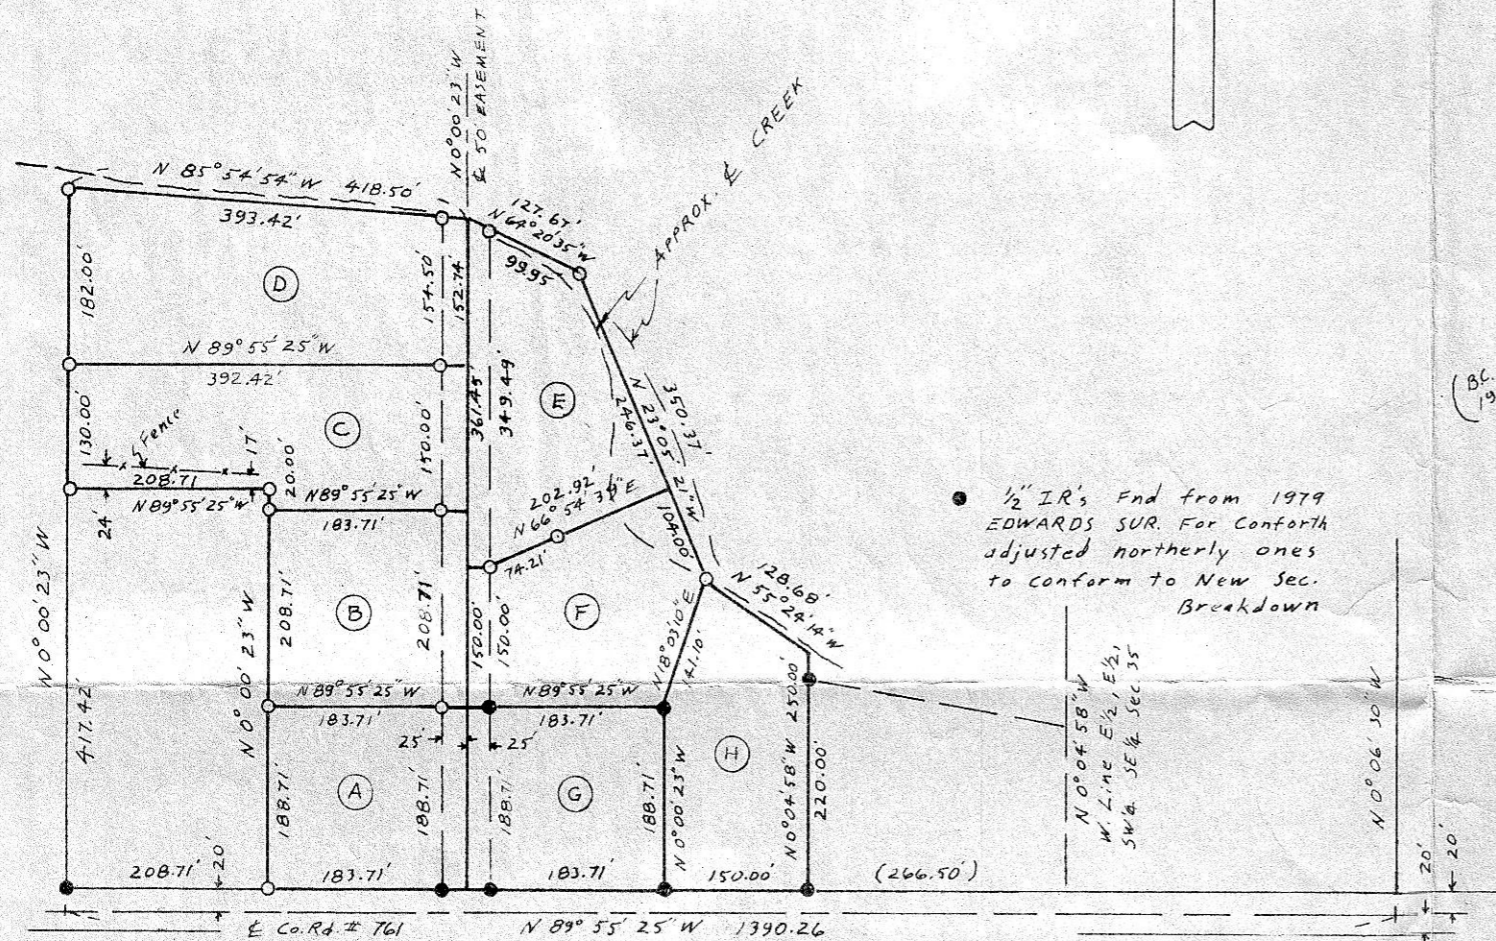 N 0° 00' 23" W
℄ 50' EASEMENT
APPROX. ℄ CREEK
N 85° 54' 54" W 418.50'
393.42'
127.67'
N 64° 20' 35" W
99.95
182.00'
D
154.50'
152.74'
N 89° 55' 25" W
392.42'
130.00'
Fence
17'
208.71
N 89° 55' 25" W
24'
20.00'
C
150.00'
361.45'
349.49'
E
N 23° 05' 21" W
246.37'
350.37'
104.00'
N 89° 55' 25" W
183.71'
202.92'
N 66° 54' 39" E
74.21'
1/2" IR's Fnd from 1979
EDWARDS SUR. For Conforth
adjusted northerly ones
to conform to New Sec.
Breakdown
(B.C.
19
N 0° 00' 23" W
417.42'
N 0° 00' 23" W
208.71'
B
208.71'
150.00'
150.00'
F
N 18° 03' 10" E
141.10'
128.68'
N 55° 24' 14" W
N 89° 55' 25" W
183.71'
N 89° 55' 25" W
183.71'
25'
25'
188.71'
A
188.71'
188.71'
G
188.71'
N 0° 00' 23" W
H
N 0° 04' 58" W 250.00'
220.00'
N 0° 04' 58" W
W. Line E½, E½,
SW¼ SE¼ Sec. 35
N 0° 06' 30" W
208.71'
20'
183.71'
183.71'
150.00'
(266.50')
20'
20'
℄ Co. Rd. # 761 N 89° 55' 25" W 1390.26